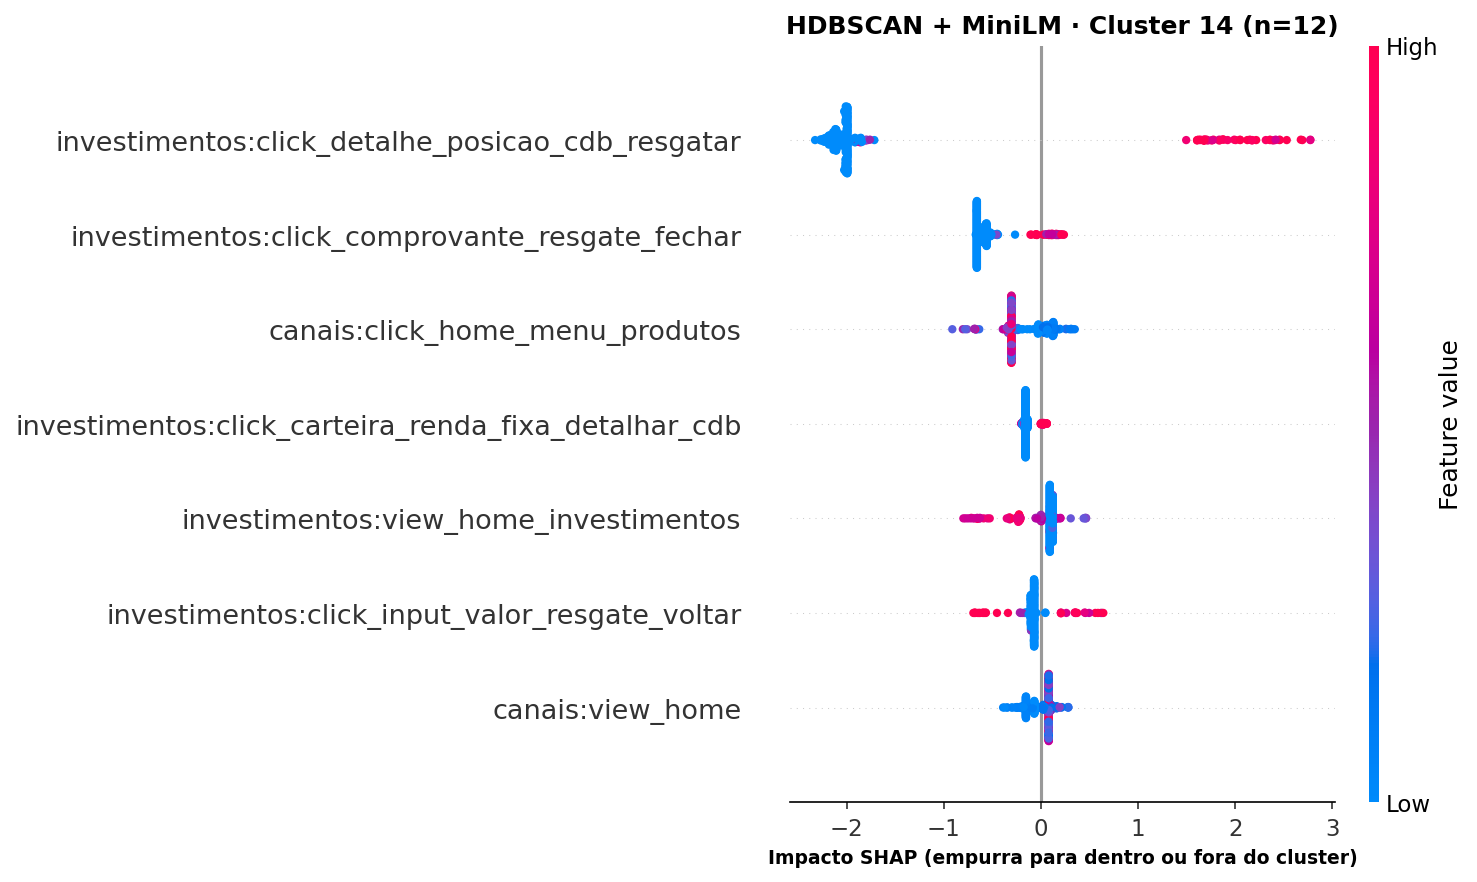 HDBSCAN + MiniLM · Cluster 14 (n=12)
High
investimentos:click_detalhe_posicao_cdb_resgatar
investimentos:click_comprovante_resgate_fechar
canais:click_home_menu_produtos
investimentos:click_carteira_renda_fixa_detalhar_cdb
investimentos:view_home_investimentos
investimentos:click_input_valor_resgate_voltar
canais:view_home
Feature value
Low
−2 −1 0 1 2 3
Impacto SHAP (empurra para dentro ou fora do cluster)